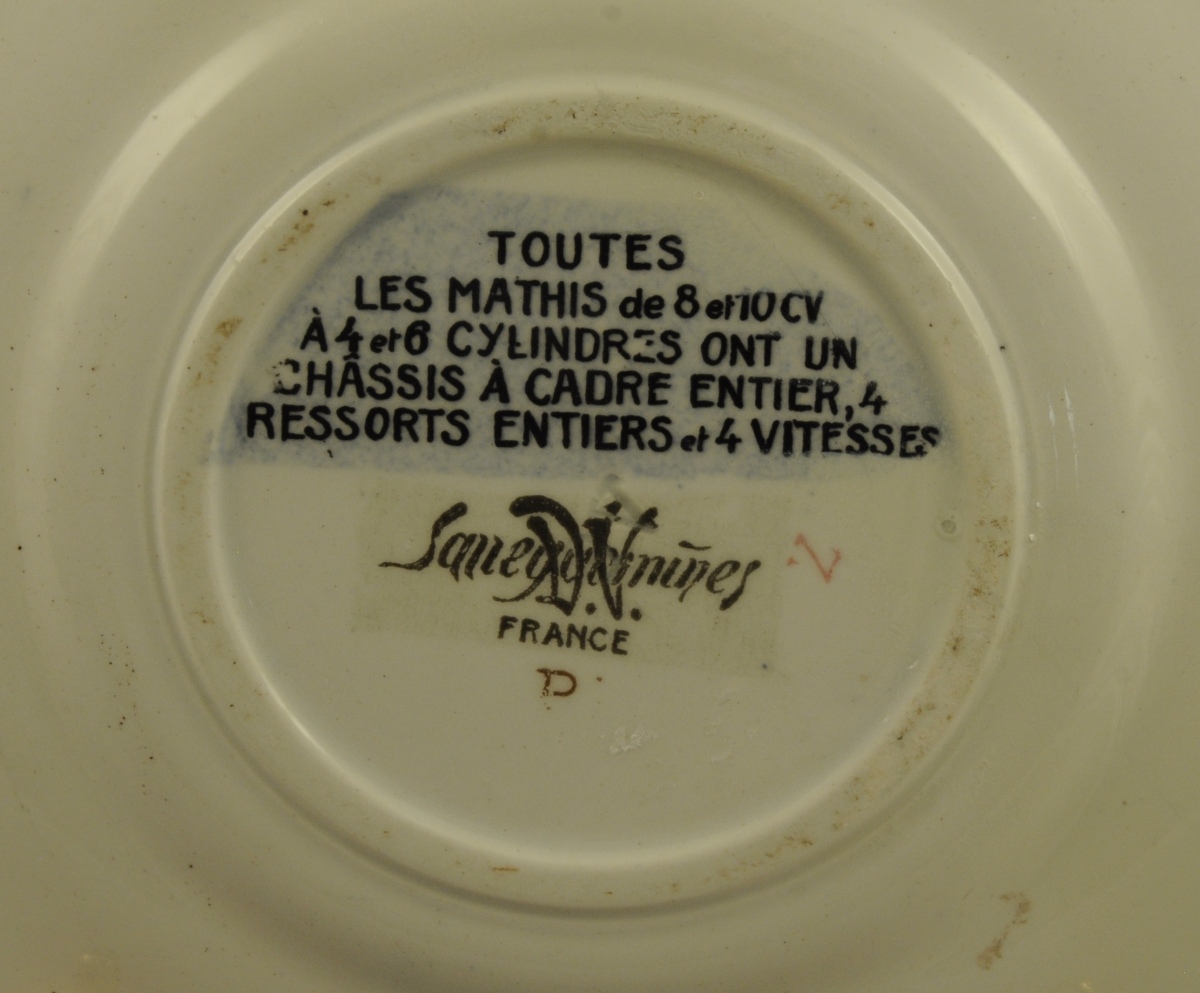 TOUTES
LES MATHIS de 8 et 10 CV
À 4 et 6 CYLINDRES ONT UN
CHÂSSIS À CADRE ENTIER, 4
RESSORTS ENTIERS et 4 VITESSES
Sarreguemines
D.V.
FRANCE
D